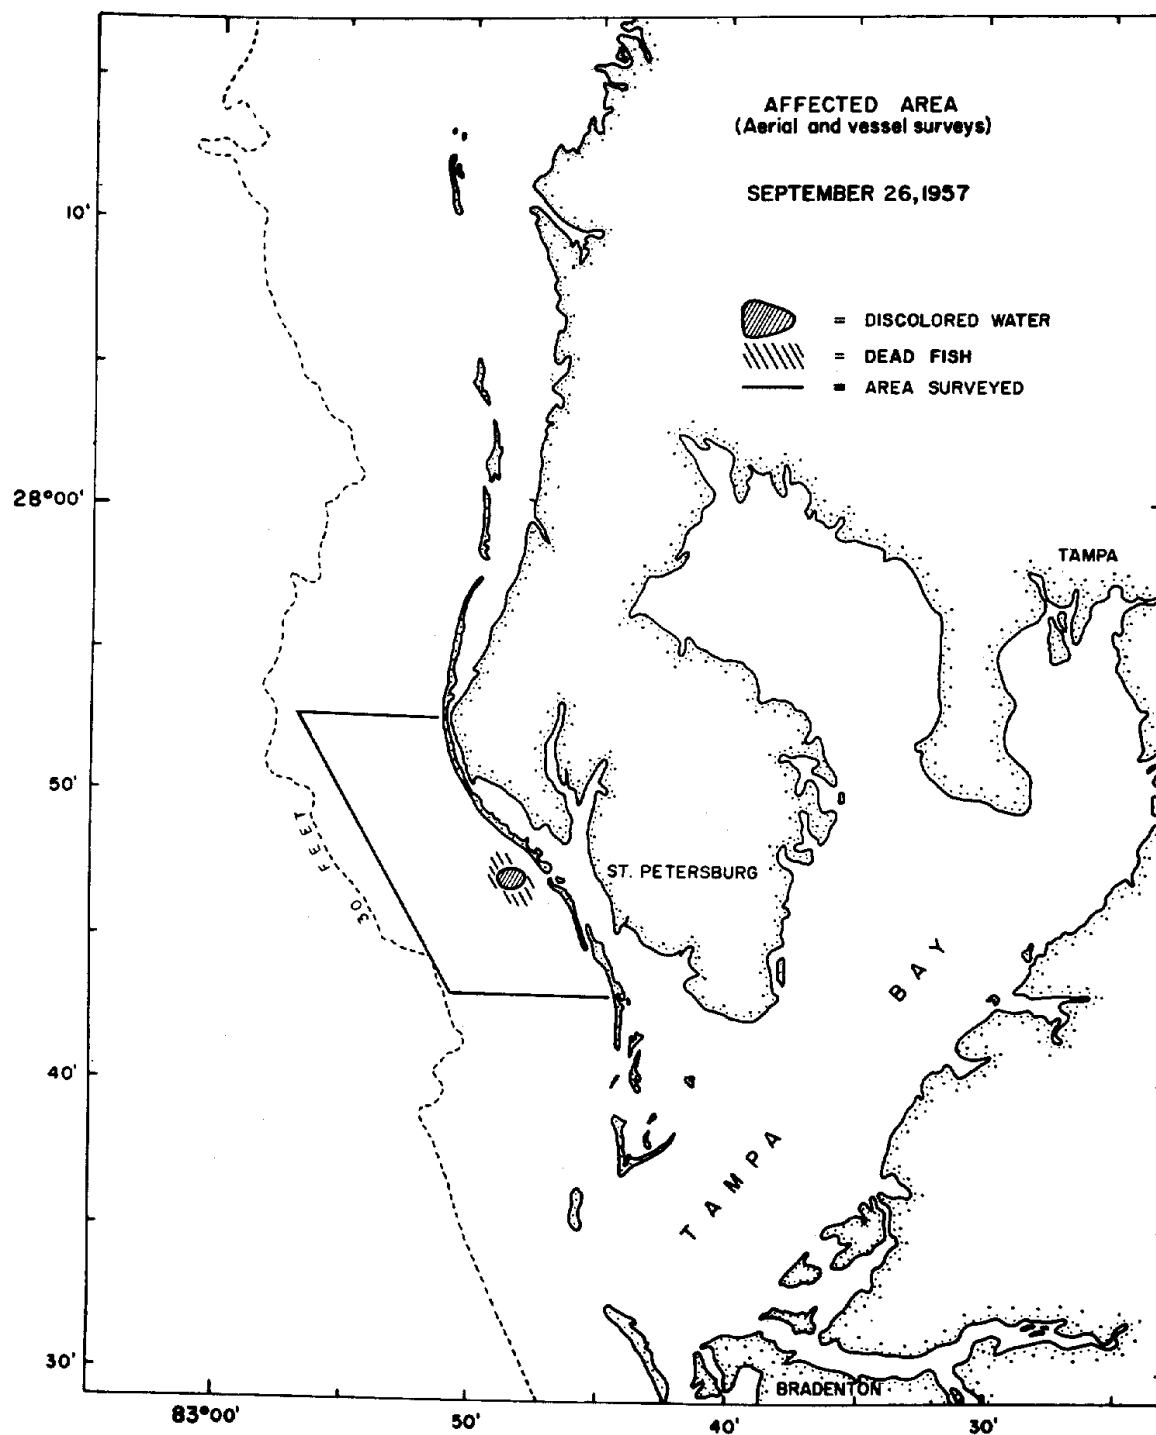 AFFECTED AREA
(Aerial and vessel surveys)
SEPTEMBER 26, 1957
10'
= DISCOLORED WATER
= DEAD FISH
= AREA SURVEYED
28°00'
TAMPA
50'
30 FEET
ST. PETERSBURG
BAY
40'
TAMPA
30'
BRADENTON
83°00'
50'
40'
30'